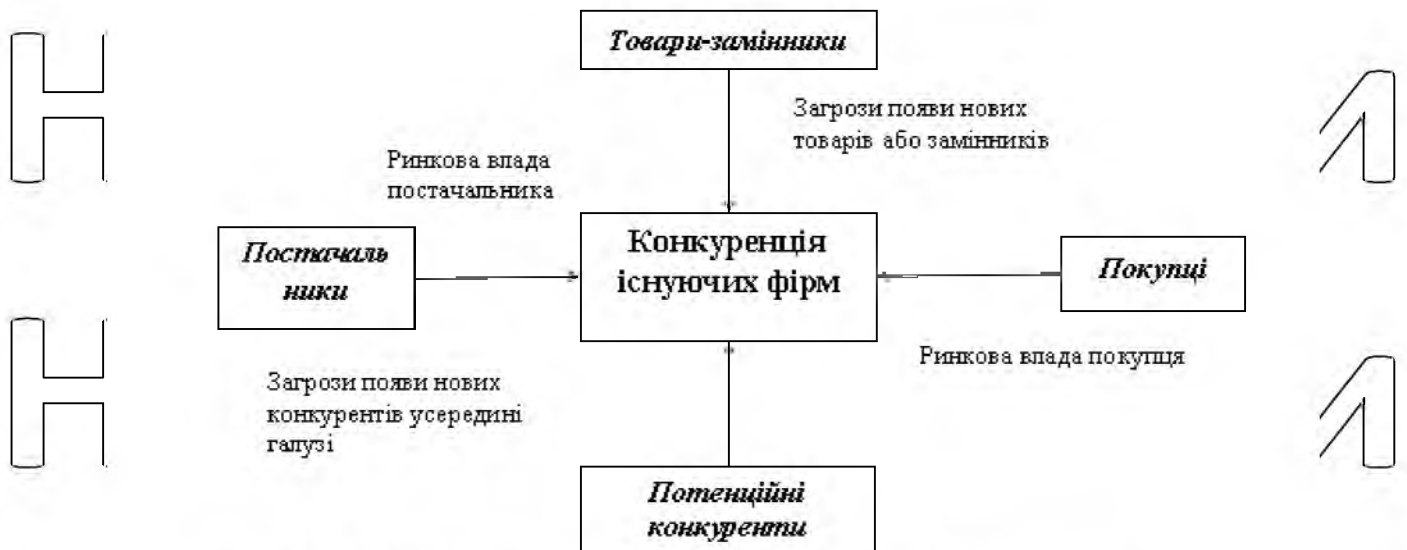 Товари-замінники
Загрози появи нових
товарів або замінників
Ринкова влада
постачальника
Постачаль
ники
Конкуренція
існуючих фірм
Покупці
Ринкова влада покупця
Загрози появи нових
конкурентів усередині
галузі
Потенційні
конкуренти
Н
Л
Н
Л